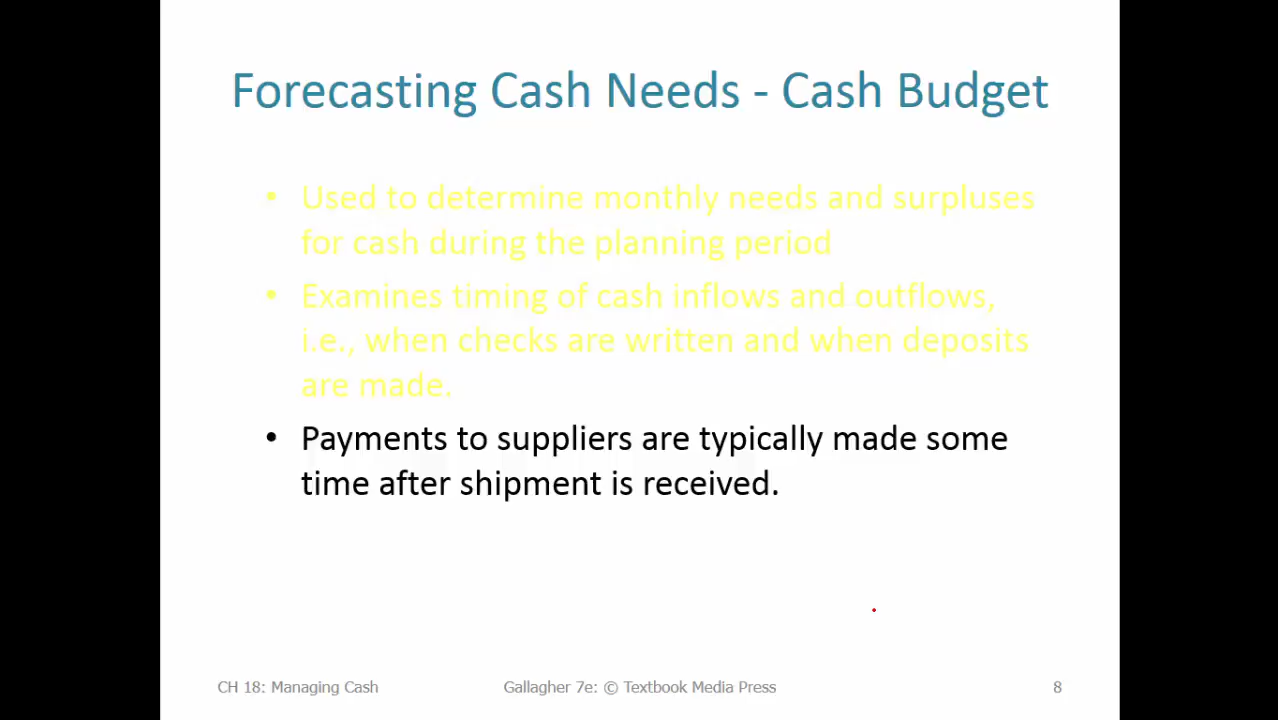 Forecasting Cash Needs - Cash Budget
• Used to determine monthly needs and surpluses
for cash during the planning period
• Examines timing of cash inflows and outflows,
i.e., when checks are written and when deposits
are made.
• Payments to suppliers are typically made some
time after shipment is received.
CH 18: Managing Cash
Gallagher 7e: © Textbook Media Press
8